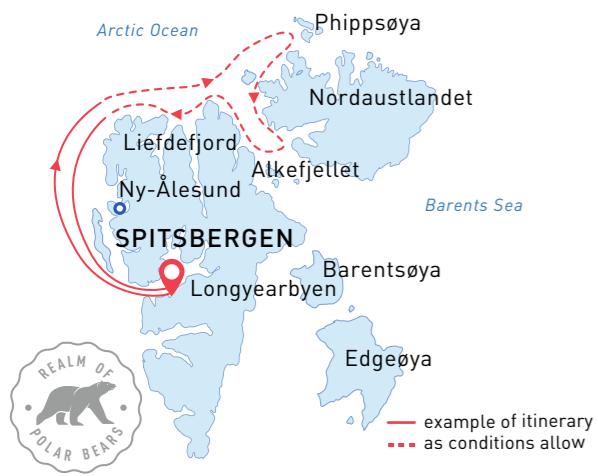 Phippsøya
Arctic Ocean
Nordaustlandet
Liefdefjord
Alkefjellet
Ny-Ålesund
Barents Sea
SPITSBERGEN
Barentsøya
Longyearbyen
Edgeøya
REALM OF
POLAR BEARS
example of itinerary
as conditions allow